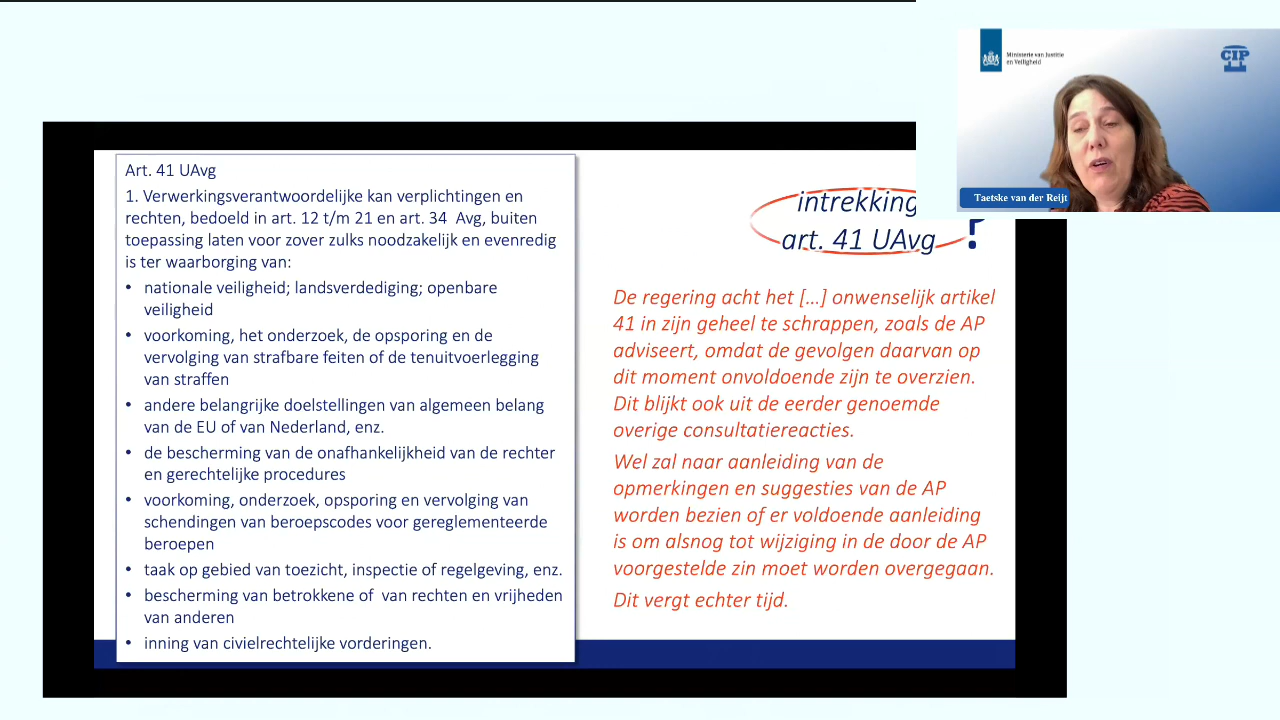 Art. 41 UAvg
1. Verwerkingsverantwoordelijke kan verplichtingen en
rechten, bedoeld in art. 12 t/m 21 en art. 34 Avg, buiten
toepassing laten voor zover zulks noodzakelijk en evenredig
is ter waarborging van:
• nationale veiligheid; landsverdediging; openbare
veiligheid
• voorkoming, het onderzoek, de opsporing en de
vervolging van strafbare feiten of de tenuitvoerlegging
van straffen
• andere belangrijke doelstellingen van algemeen belang
van de EU of van Nederland, enz.
• de bescherming van de onafhankelijkheid van de rechter
en gerechtelijke procedures
• voorkoming, onderzoek, opsporing en vervolging van
schendingen van beroepscodes voor gereglementeerde
beroepen
• taak op gebied van toezicht, inspectie of regelgeving, enz.
• bescherming van betrokkene of van rechten en vrijheden
van anderen
• inning van civielrechtelijke vorderingen.
intrekking
art. 41 UAvg ?
De regering acht het [...] onwenselijk artikel
41 in zijn geheel te schrappen, zoals de AP
adviseert, omdat de gevolgen daarvan op
dit moment onvoldoende zijn te overzien.
Dit blijkt ook uit de eerder genoemde
overige consultatiereacties.
Wel zal naar aanleiding van de
opmerkingen en suggesties van de AP
worden bezien of er voldoende aanleiding
is om alsnog tot wijziging in de door de AP
voorgestelde zin moet worden overgegaan.
Dit vergt echter tijd.
Ministerie van Justitie
en Veiligheid
CIP
Taetske van der Reijt